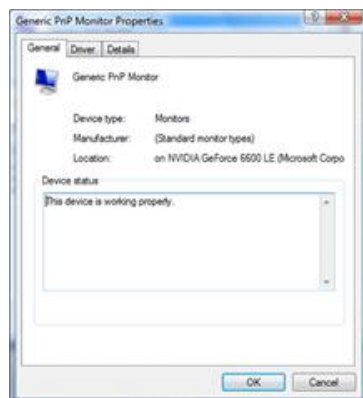 Generic PnP Monitor Properties
General Driver Details
Generic PnP Monitor
Device type: Monitors
Manufacturer: (Standard monitor types)
Location: on NVIDIA GeForce 6600 LE (Microsoft Corpo
Device status
This device is working properly.
OK Cancel